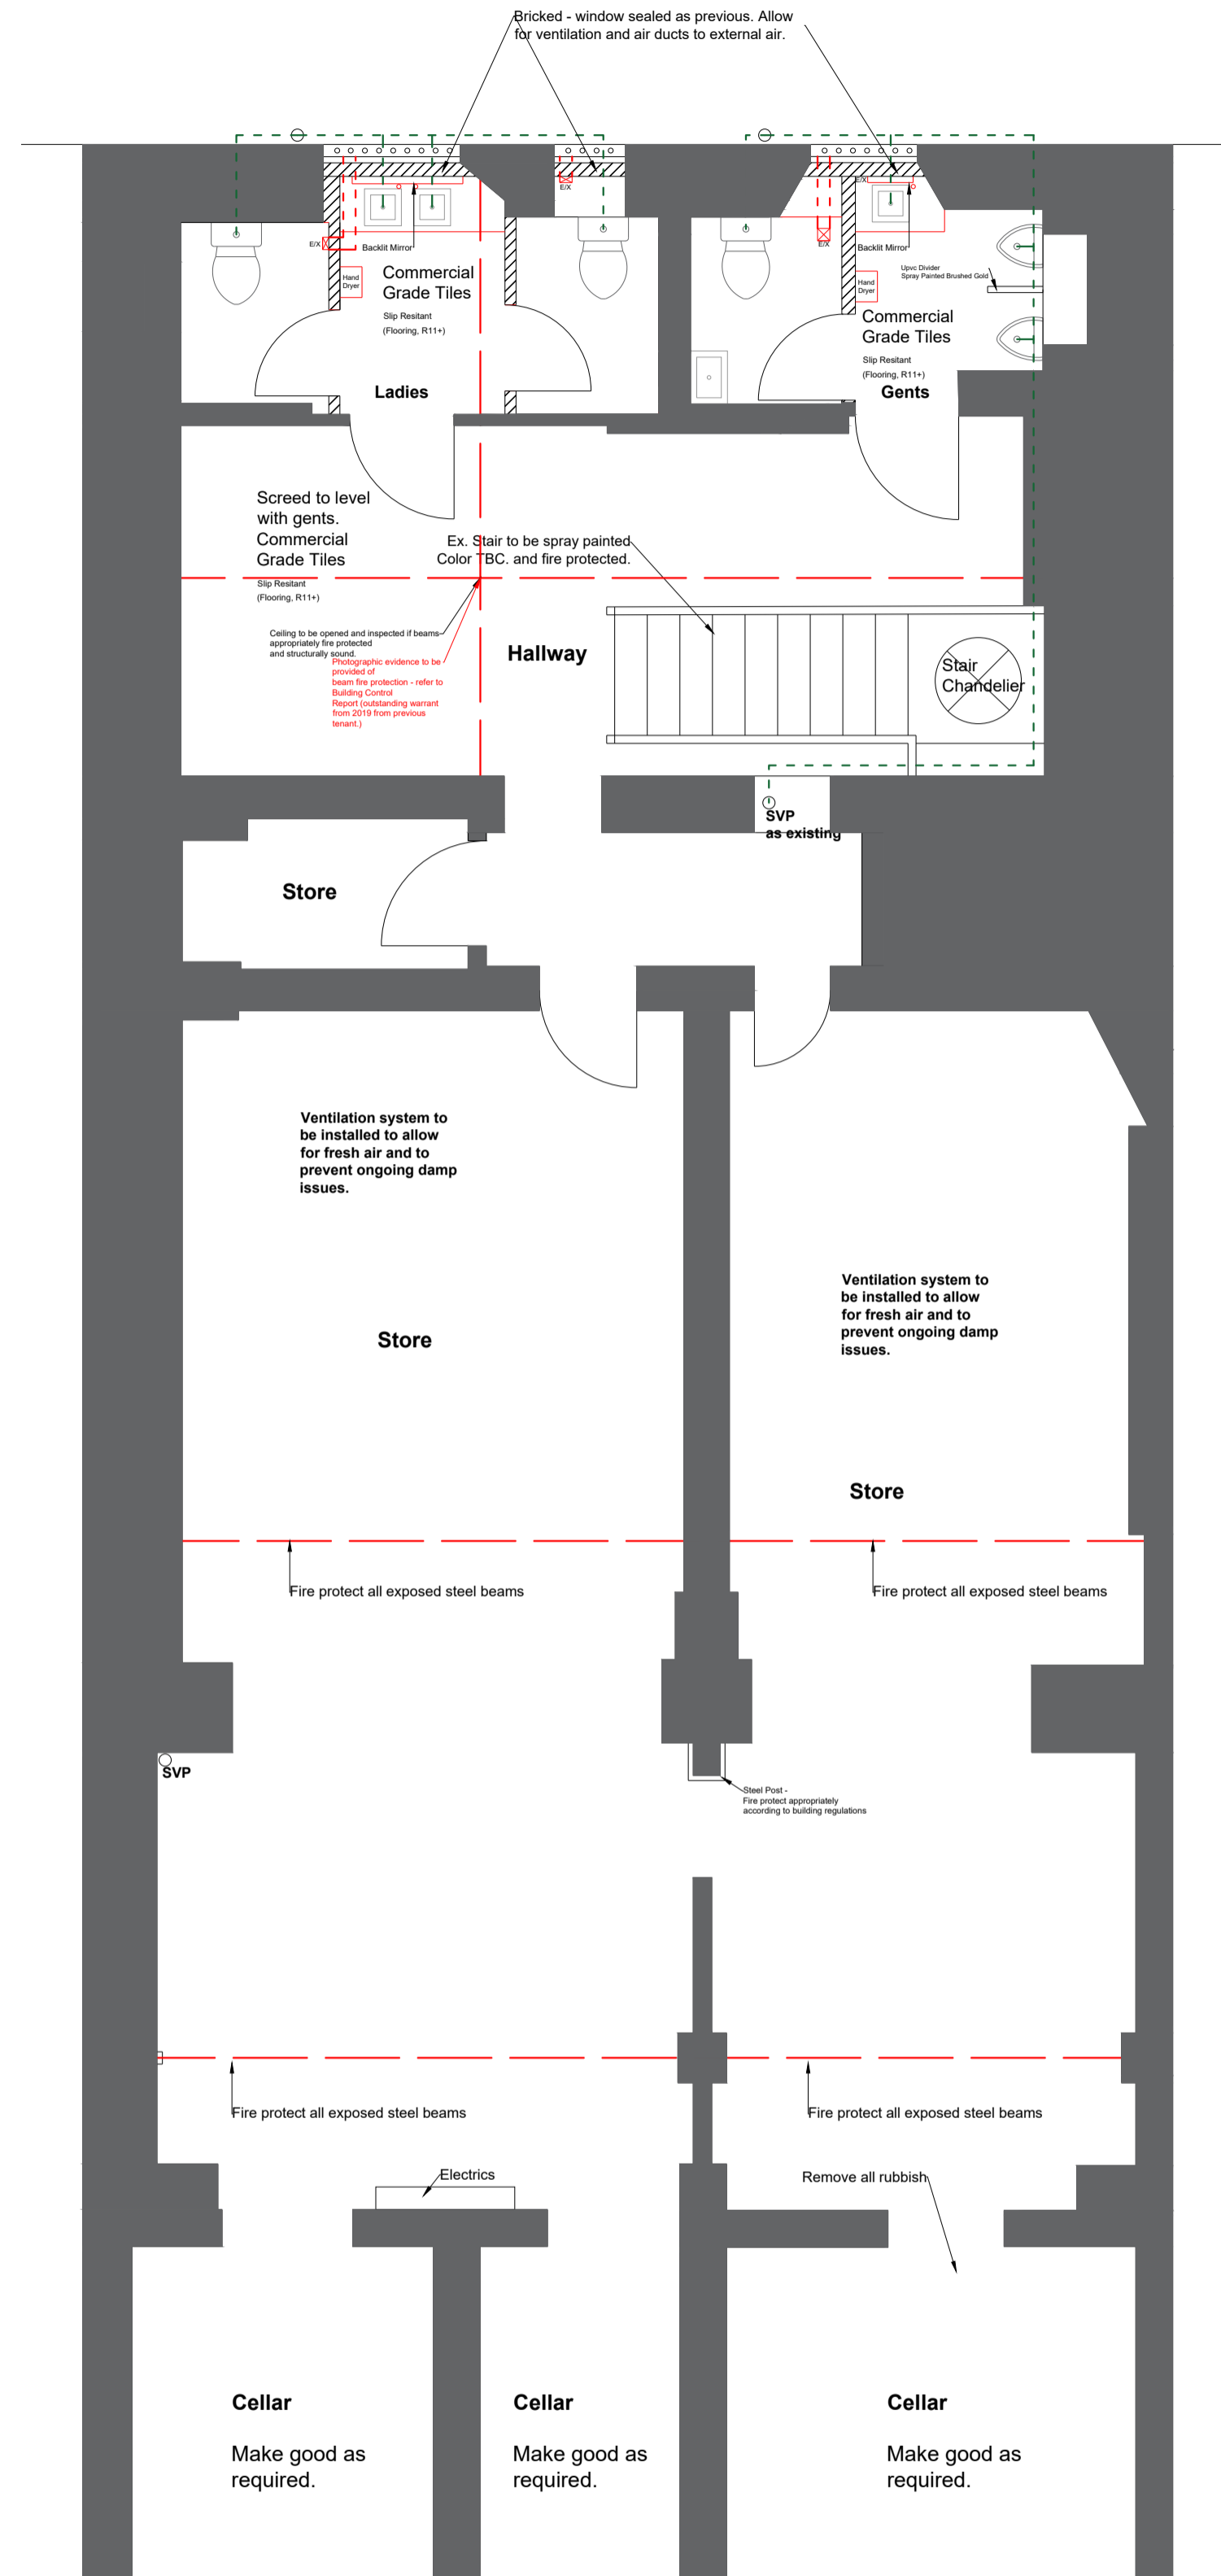 Bricked - window sealed as previous. Allow
for ventilation and air ducts to external air.
E/X
E/X
E/X
E/X
Backlit Mirror
Backlit Mirror
Hand
Dryer
Commercial
Grade Tiles
Slip Resitant
(Flooring, R11+)
Ladies
Upvc Divider
Spray Painted Brushed Gold
Hand
Dryer
Commercial
Grade Tiles
Slip Resitant
(Flooring, R11+)
Gents
Screed to level
with gents.
Commercial
Grade Tiles
Slip Resitant
(Flooring, R11+)
Ex. Stair to be spray painted
Color TBC. and fire protected.
Ceiling to be opened and inspected if beams
appropriately fire protected
and structurally sound.
Photographic evidence to be
provided of
beam fire protection - refer to
Building Control
Report (outstanding warrant
from 2019 from previous
tenant.)
Hallway
Stair
Chandelier
SVP
as existing
Store
Ventilation system to
be installed to allow
for fresh air and to
prevent ongoing damp
issues.
Store
Ventilation system to
be installed to allow
for fresh air and to
prevent ongoing damp
issues.
Store
Fire protect all exposed steel beams
Fire protect all exposed steel beams
SVP
Steel Post -
Fire protect appropriately
according to building regulations
Fire protect all exposed steel beams
Fire protect all exposed steel beams
Electrics
Remove all rubbish
Cellar
Make good as
required.
Cellar
Make good as
required.
Cellar
Make good as
required.